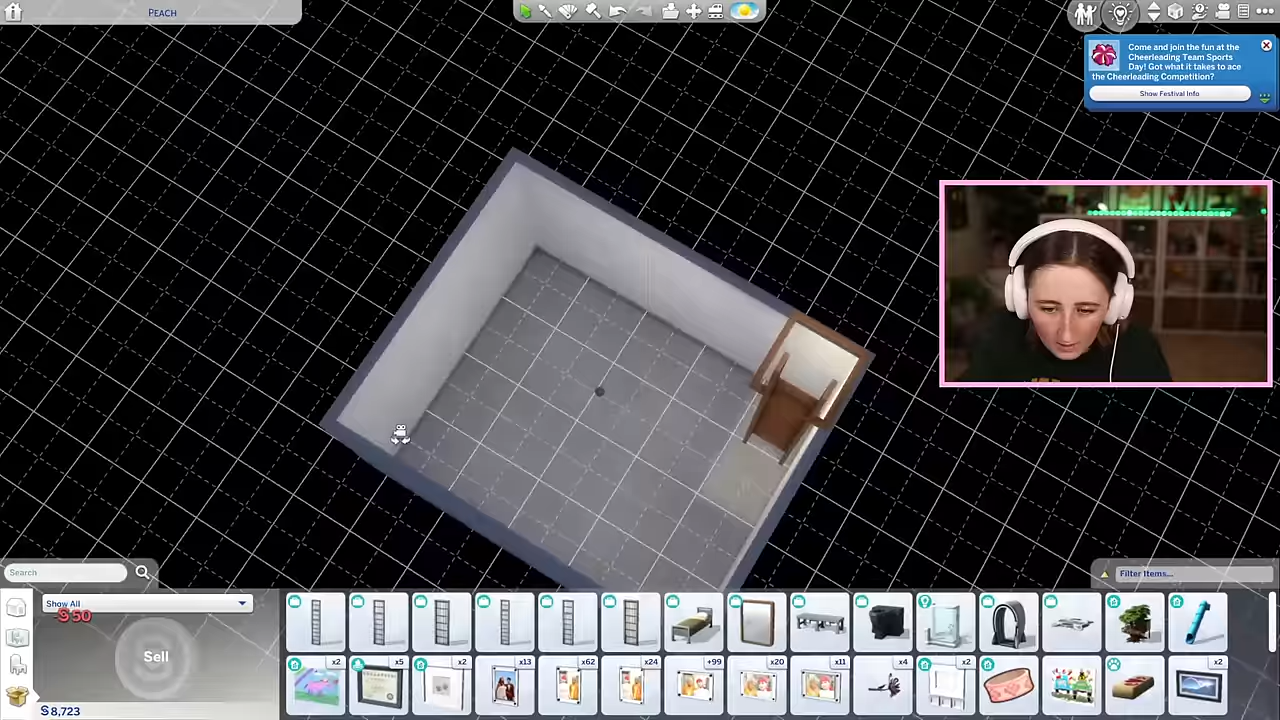 PEACH
Come and join the fun at the
Cheerleading Team Sports
Day! Got what it takes to ace
the Cheerleading Competition?
Show Festival Info
Search
Filter Items...
Show All
-§50
Sell
§8,723
x2
x5
x2
x13
x62
x24
+99
x20
x11
x4
x2
x2